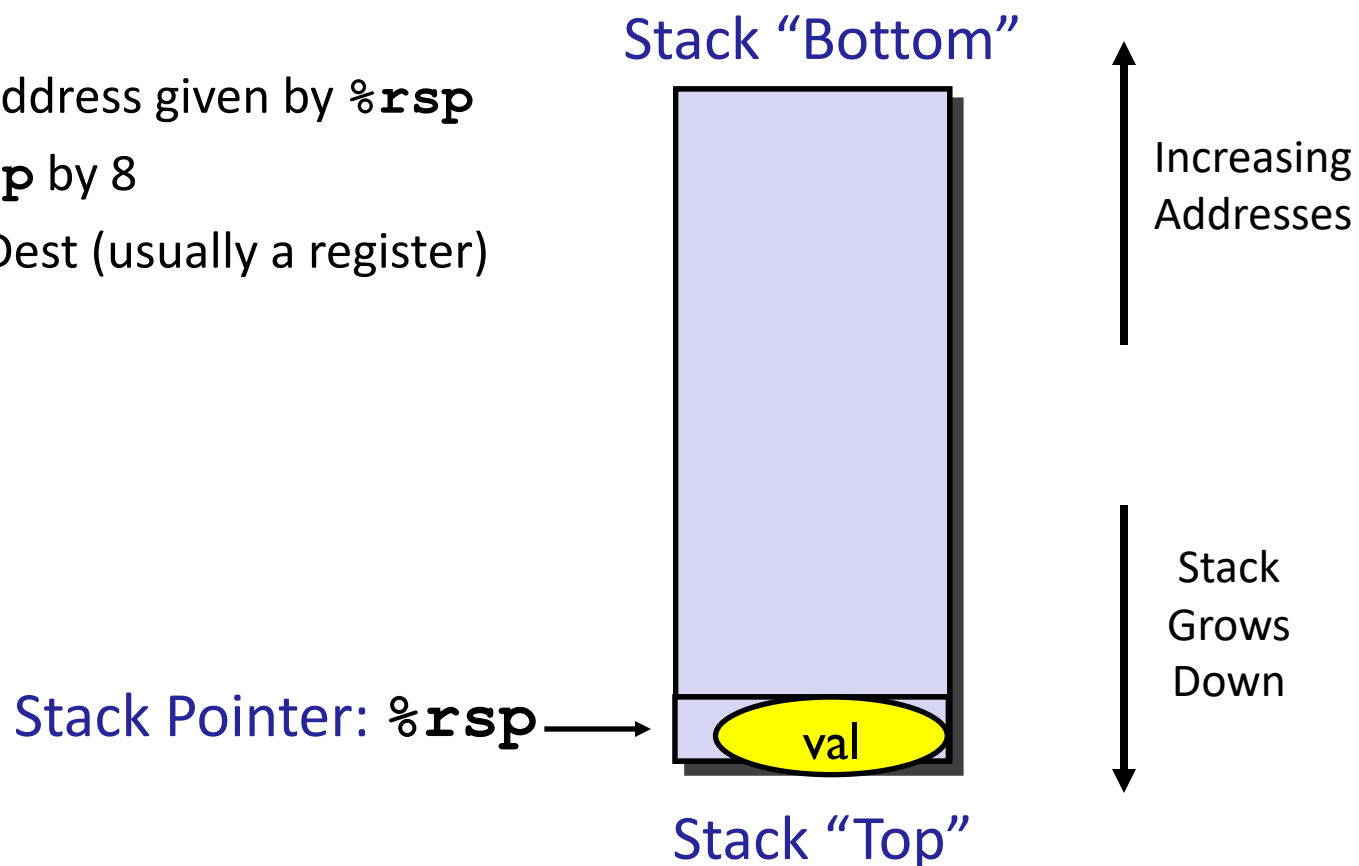 Stack “Bottom”
ddress given by %rsp
p by 8
Dest (usually a register)
Increasing
Addresses
Stack
Grows
Down
Stack Pointer: %rsp
val
Stack “Top”